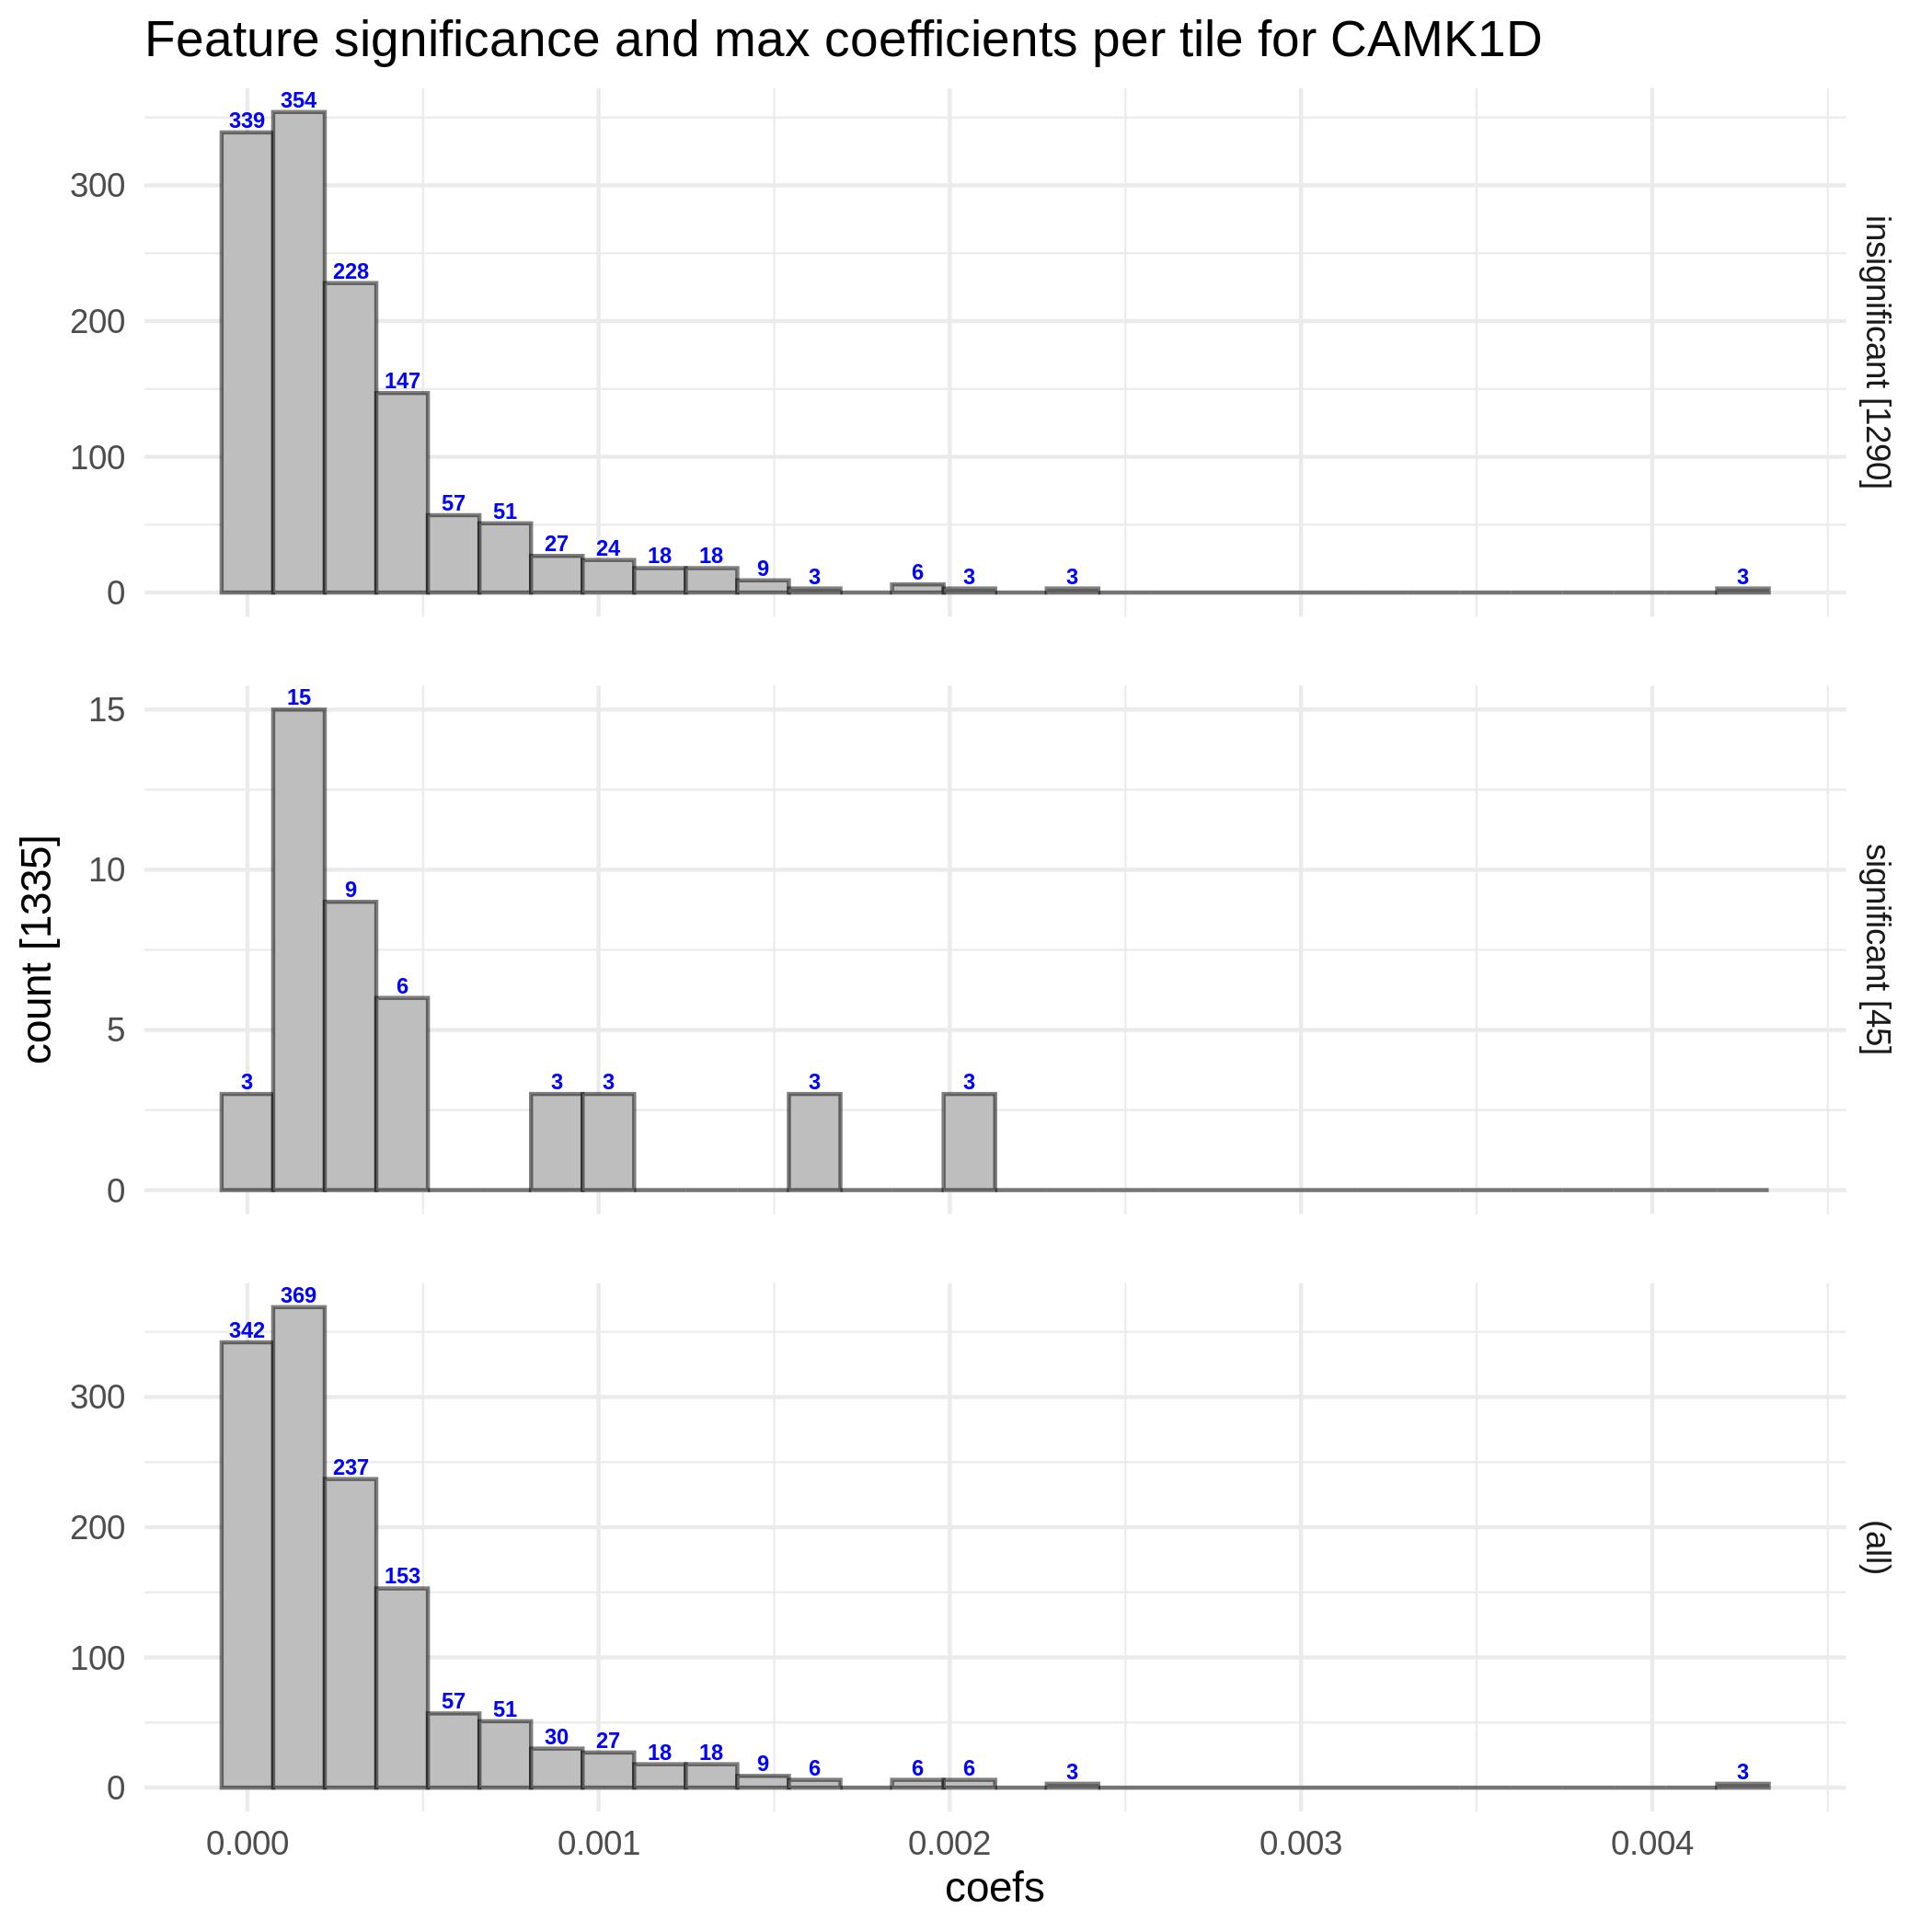 Feature significance and max coefficients per tile for CAMK1D
339 354 228 147 57 51 27 24 18 18 9 3 6 3 3 3
300
200
100
0
insignificant [1290]
3 15 9 6 3 3 3 3
15
10
5
0
significant [45]
count [1335]
342 369 237 153 57 51 30 27 18 18 9 6 6 6 3 3
300
200
100
0
(all)
0.000 0.001 0.002 0.003 0.004
coefs